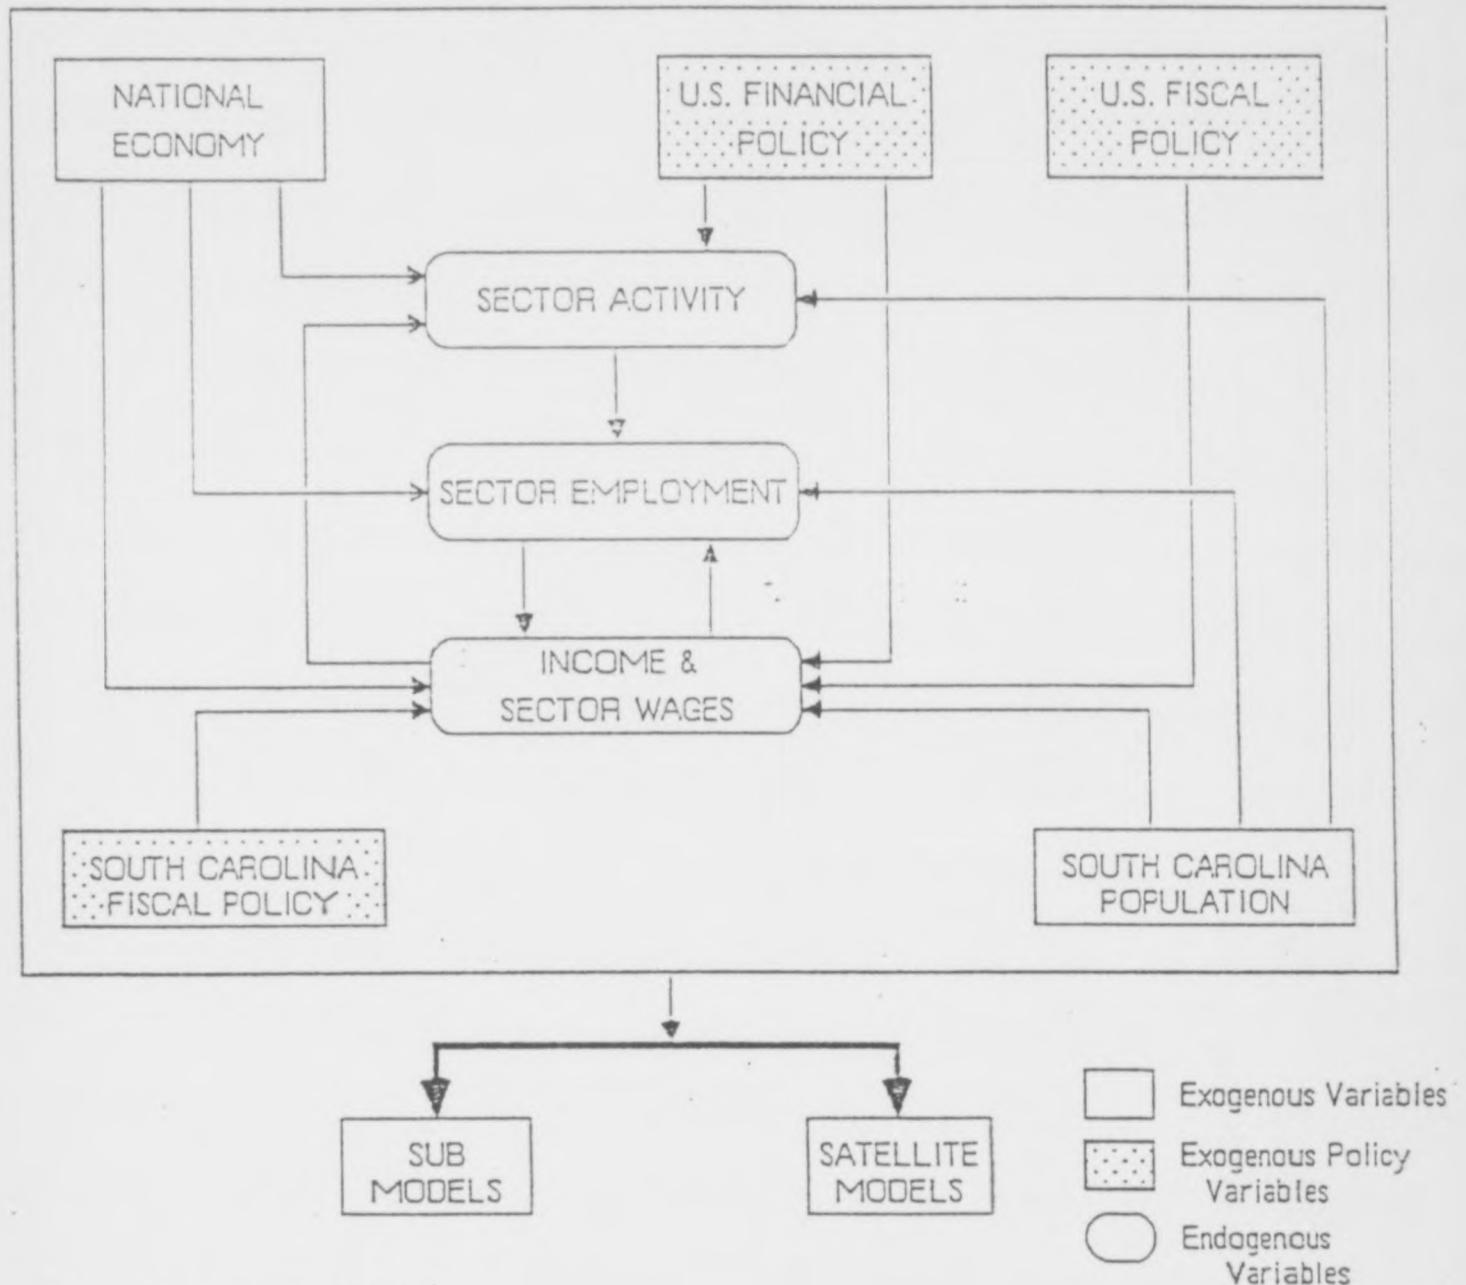 NATIONAL
ECONOMY
U.S. FINANCIAL
POLICY
U.S. FISCAL
POLICY
SECTOR ACTIVITY
SECTOR EMPLOYMENT
INCOME &
SECTOR WAGES
SOUTH CAROLINA
FISCAL POLICY
SOUTH CAROLINA
POPULATION
SUB
MODELS
SATELLITE
MODELS
Exogenous Variables
Exogenous Policy
Variables
Endogenous
Variables